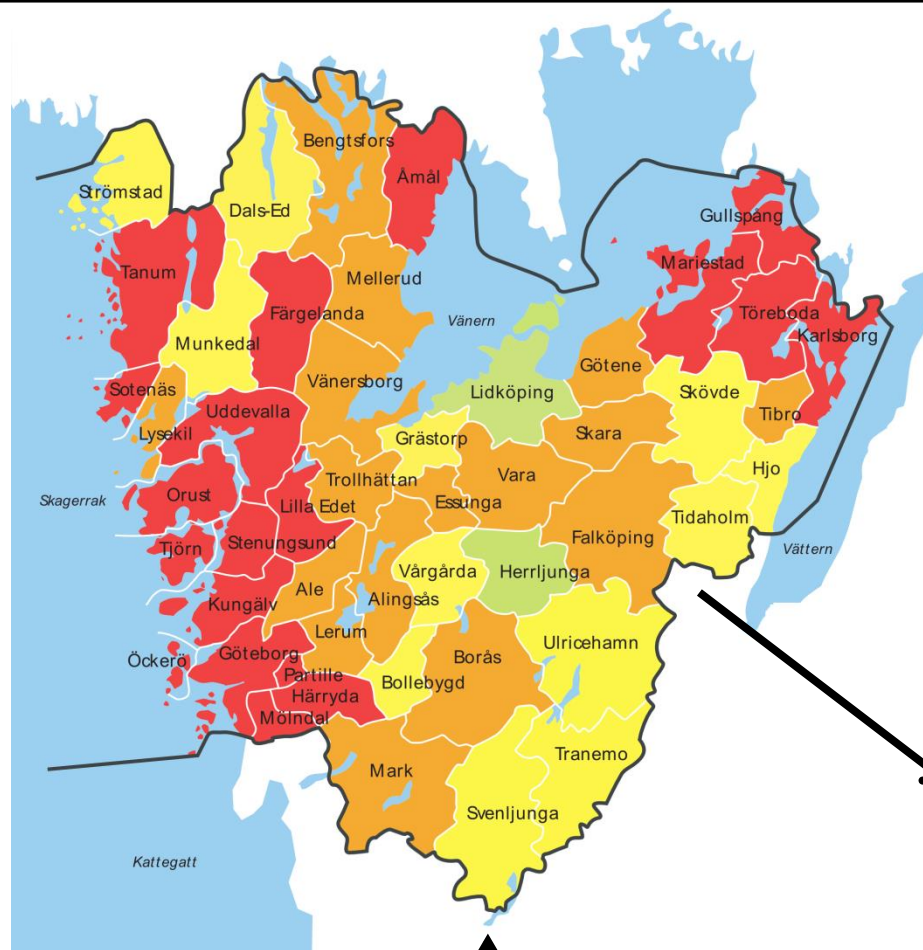 Bengtsfors
Åmål
Strömstad
Dals-Ed
Gullspång
Tanum
Mellerud
Mariestad
Färgelanda
Vänern
Töreboda
Karlsborg
Munkedal
Götene
Vänersborg
Lidköping
Skövde
Sotenäs
Uddevalla
Tibro
Lysekil
Grästorp
Skara
Trollhättan
Vara
Hjo
Skagerrak
Orust
Lilla Edet
Essunga
Tidaholm
Tjörn
Stenungsund
Falköping
Vättern
Vårgårda
Herrljunga
Ale
Alingsås
Kungälv
Lerum
Ulricehamn
Öckerö
Göteborg
Borås
Partille
Bollebygd
Härryda
Mölndal
Tranemo
Mark
Svenljunga
Kattegatt